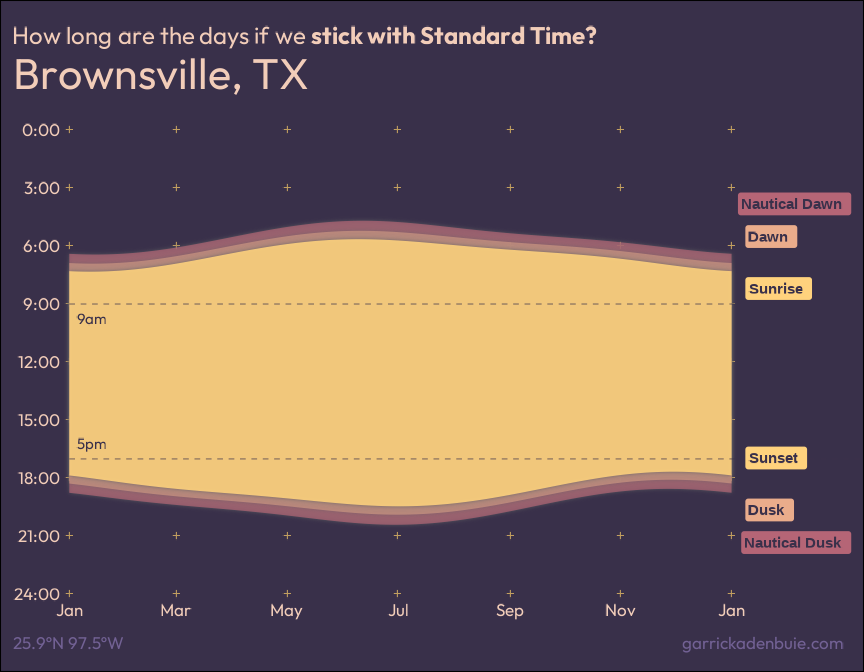 How long are the days if we stick with Standard Time?
Brownsville, TX
0:00
3:00
Nautical Dawn
Dawn
6:00
Sunrise
9:00
9am
12:00
15:00
5pm
Sunset
18:00
Dusk
21:00
Nautical Dusk
24:00
Jan Mar May Jul Sep Nov Jan
25.9°N 97.5°W garrickadenbuie.com